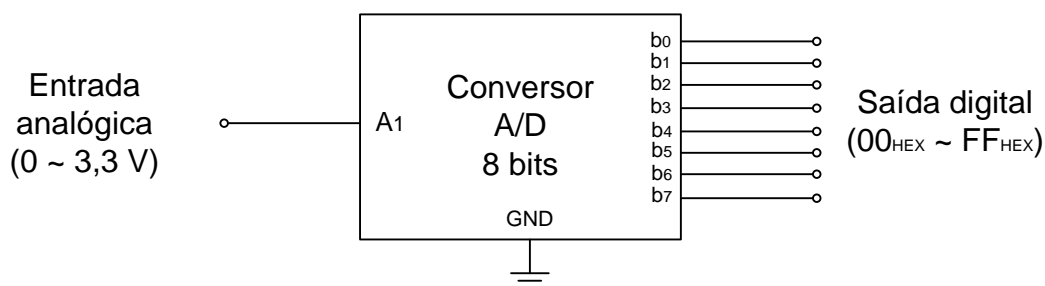 Entrada
analógica
(0 ~ 3,3 V)
A1
Conversor
A/D
8 bits
GND
b0
b1
b2
b3
b4
b5
b6
b7
Saída digital
(00HEX ~ FFHEX)